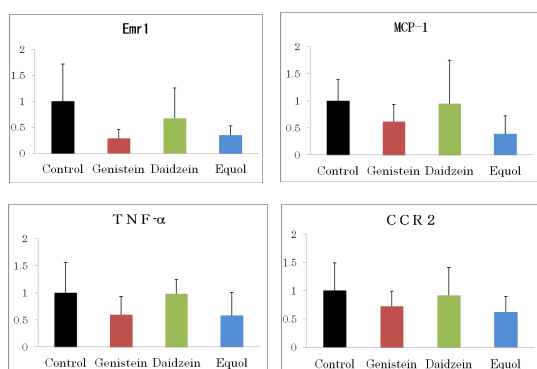 Emr1
2
1.5
1
0.5
0
Control Genistein Daidzein Equol
MCP-1
2
1.5
1
0.5
0
Control Genistein Daidzein Equol
TNF-α
2
1.5
1
0.5
0
Control Genistein Daidzein Equol
CCR2
2
1.5
1
0.5
0
Control Genistein Daidzein Equol